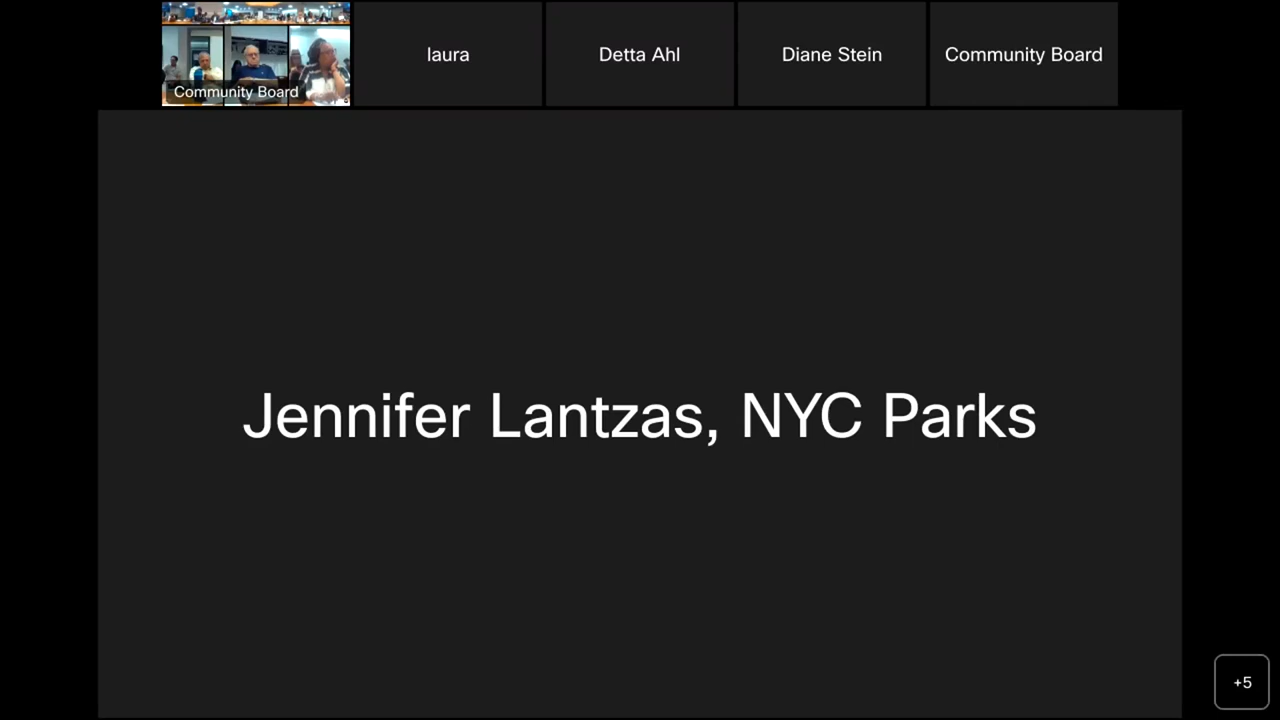 Community Board
laura
Detta Ahl
Diane Stein
Community Board
Jennifer Lantzas, NYC Parks
+5